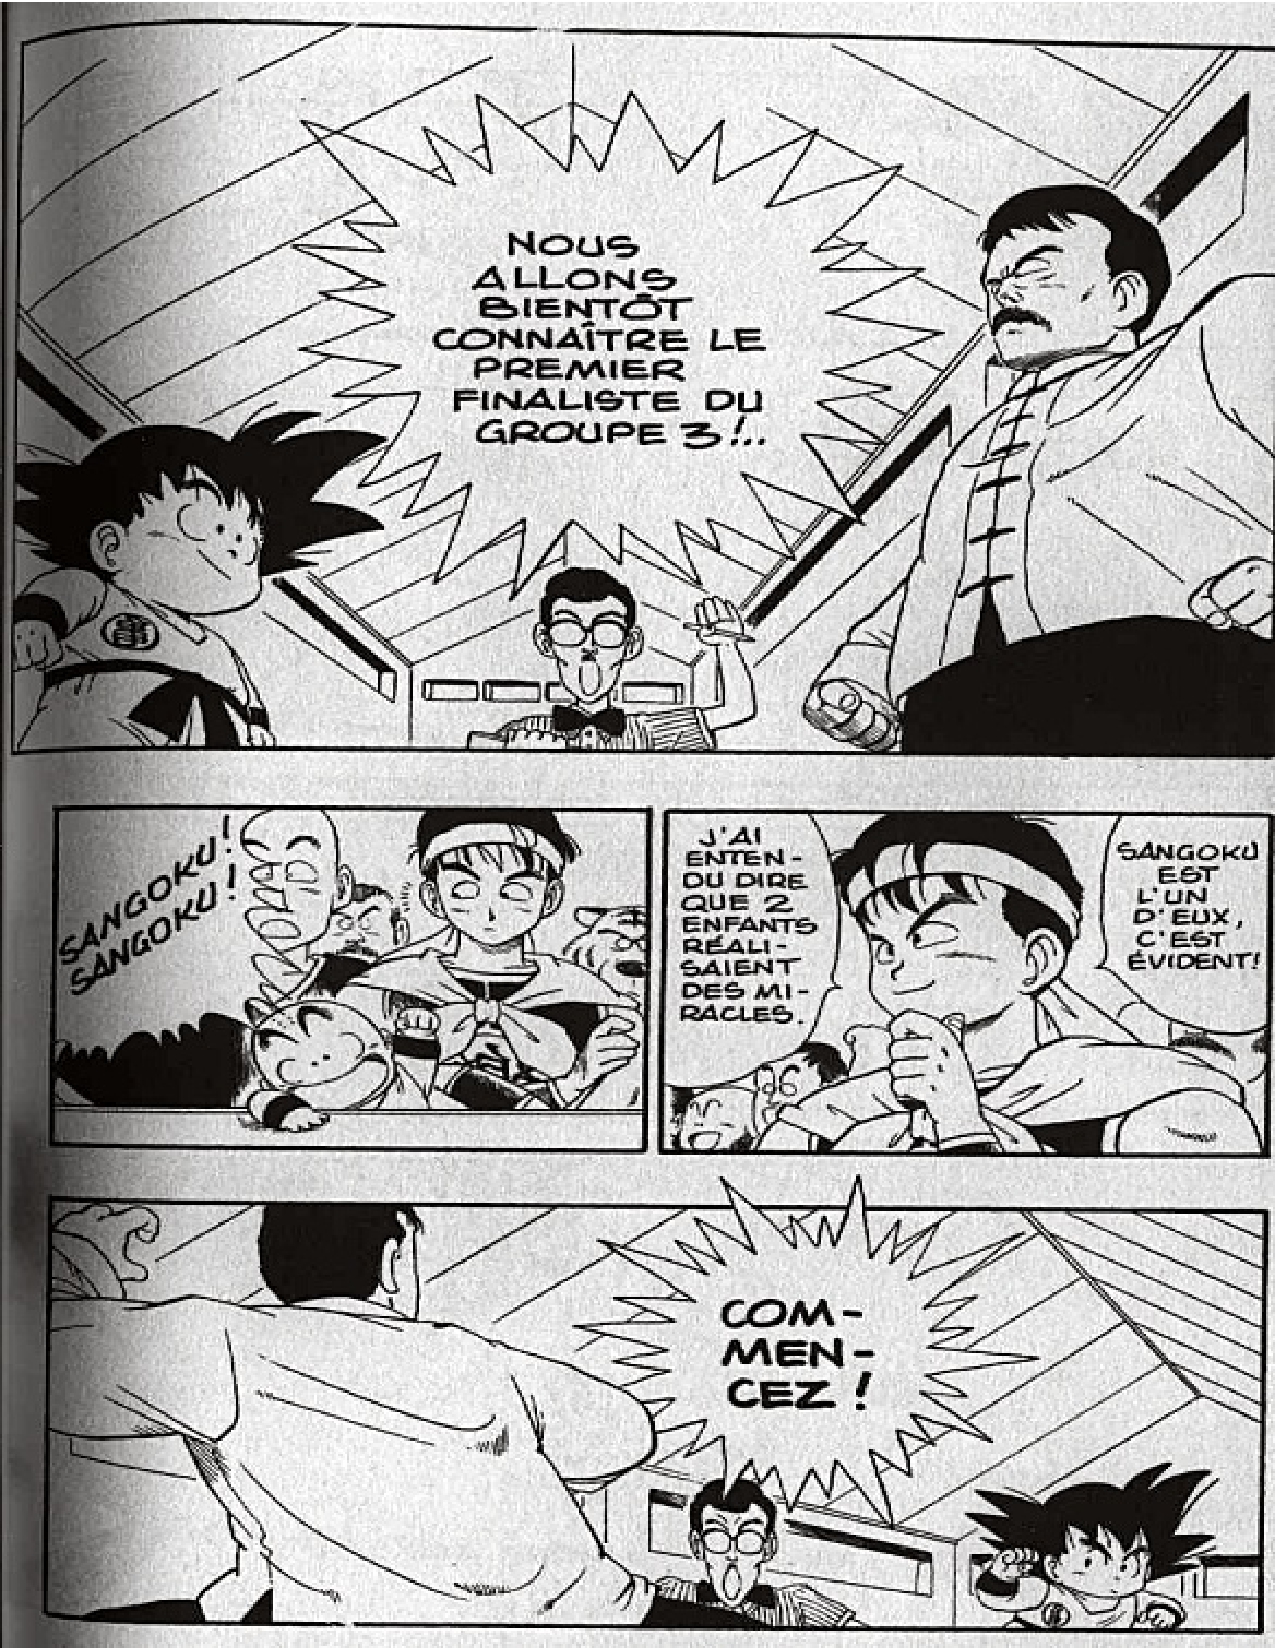 NOUS
ALLONS
BIENTÔT
CONNAÎTRE LE
PREMIER
FINALISTE DU
GROUPE 3!..
SANGOKU!
SANGOKU!
J'AI
ENTEN-
DU DIRE
QUE 2
ENFANTS
RÉALI-
SAIENT
DES MI-
RACLES.
SANGOKU
EST
L'UN
D'EUX,
C'EST
ÉVIDENT!
COM-
MEN-
CEZ!